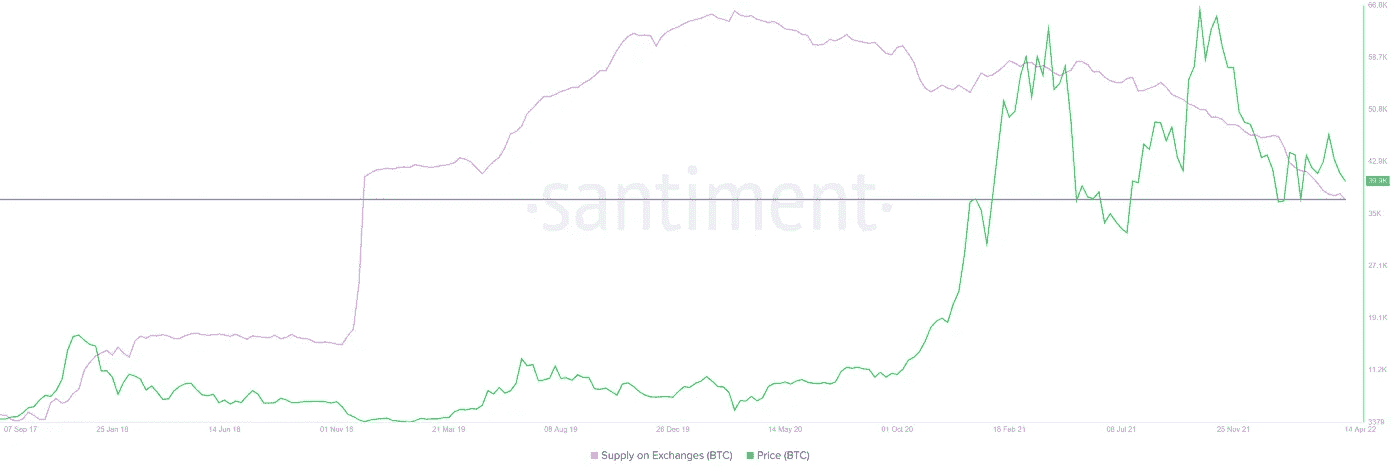 66.6K
58.7K
50.8K
·santiment·
42.9K
39.9K
35K
27.1K
19.1K
11.2K
3379
07 Sep 17 25 Jan 18 14 Jun 18 01 Nov 18 21 Mar 19 08 Aug 19 26 Dec 19 14 May 20 01 Oct 20 18 Feb 21 08 Jul 21 25 Nov 21 14 Apr 22
Supply on Exchanges (BTC) Price (BTC)